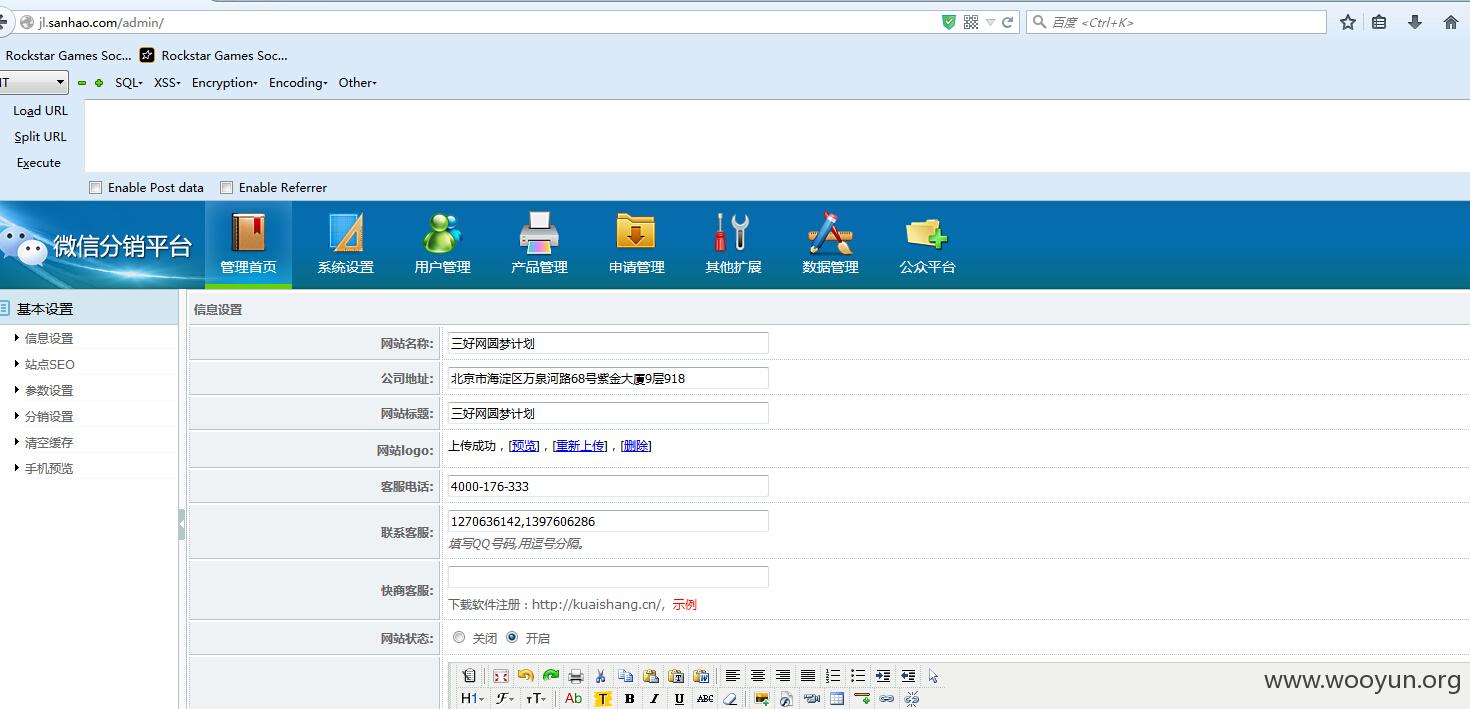 jl.sanhao.com/admin/
百度 <Ctrl+K>
Rockstar Games Soc... Rockstar Games Soc...
SQL XSS Encryption Encoding Other
Load URL
Split URL
Execute
Enable Post data Enable Referrer
微信分销平台
管理首页 系统设置 用户管理 产品管理 申请管理 其他扩展 数据管理 公众平台
基本设置
信息设置
站点SEO
参数设置
分销设置
清空缓存
手机预览
信息设置
网站名称: 三好网圆梦计划
公司地址: 北京市海淀区万泉河路68号紫金大厦9层918
网站标题: 三好网圆梦计划
网站logo: 上传成功，[预览]，[重新上传]，[删除]
客服电话: 4000-176-333
联系客服: 1270636142,1397606286
填写QQ号码,用逗号分隔。
快商客服:
下载软件注册：http://kuaishang.cn/，示例
网站状态: 关闭 开启
H1 F тT Ab T B I U ABC
www.wooyun.org